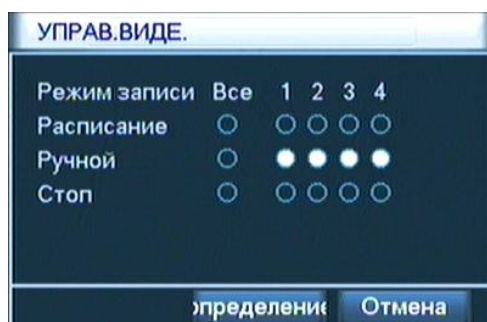 УПРАВ.ВИДЕ.
Режим записи Все 1 2 3 4
Расписание
Ручной
Стоп
определение Отмена